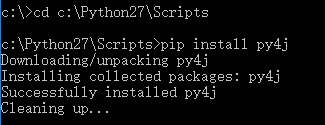 c:\>cd c:\Python27\Scripts
c:\Python27\Scripts>pip install py4j
Downloading/unpacking py4j
Installing collected packages: py4j
Successfully installed py4j
Cleaning up...